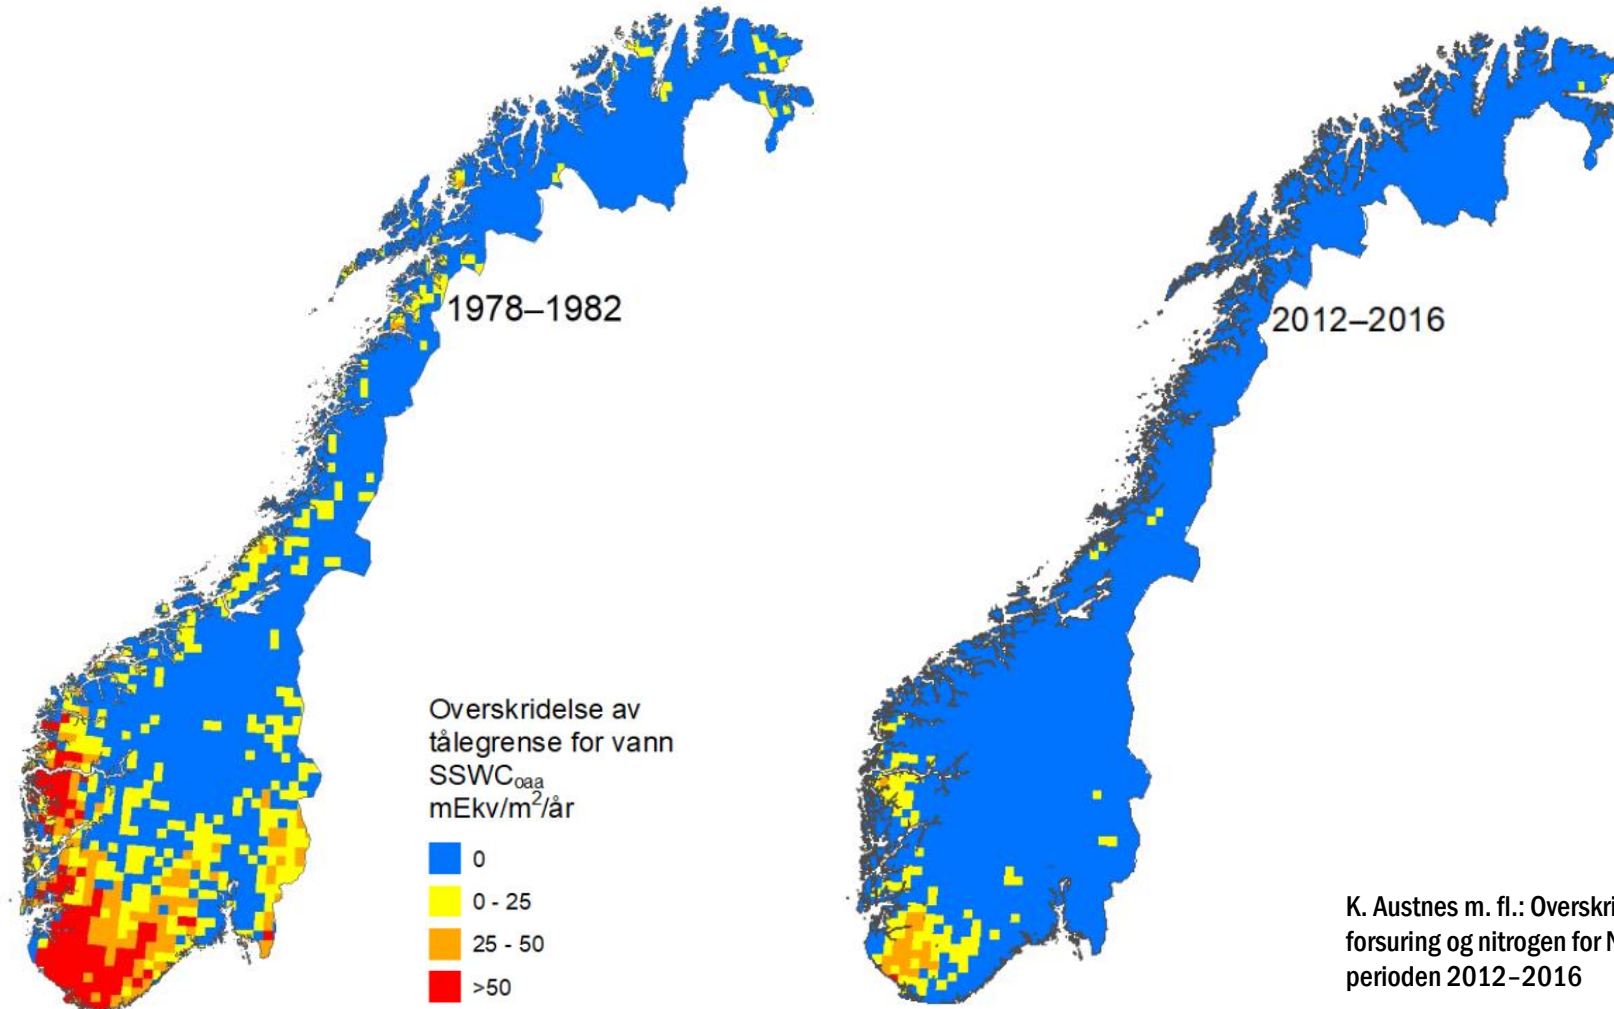 1978–1982
2012–2016
Overskridelse av
tålegrense for vann
SSWCoaa
mEkv/m²/år
0
0 - 25
25 - 50
>50
K. Austnes m. fl.:
forsuring og nitrogen for
perioden 2012–2016